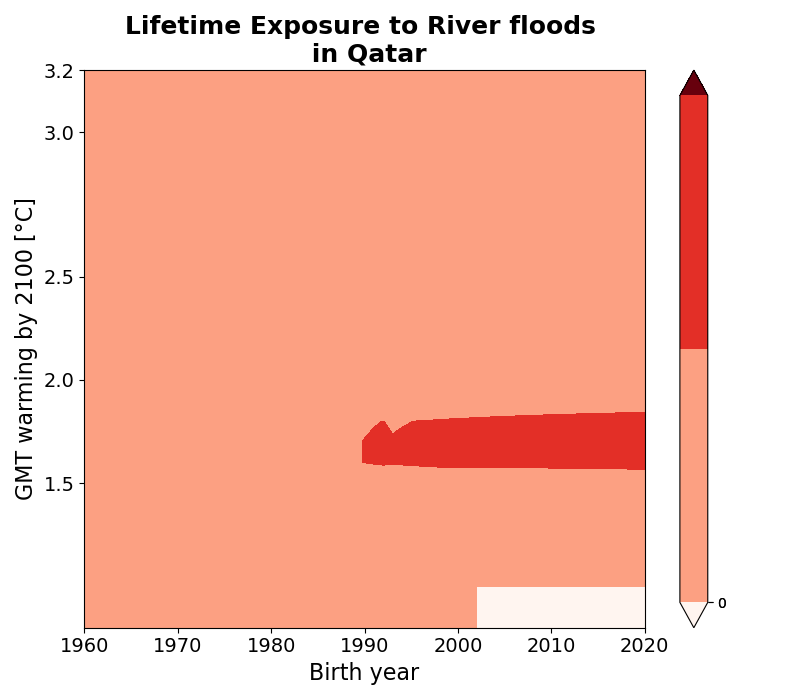 Lifetime Exposure to River floods
in Qatar
3.2
3.0
2.5
2.0
1.5
GMT warming by 2100 [°C]
0
1960 1970 1980 1990 2000 2010 2020
Birth year